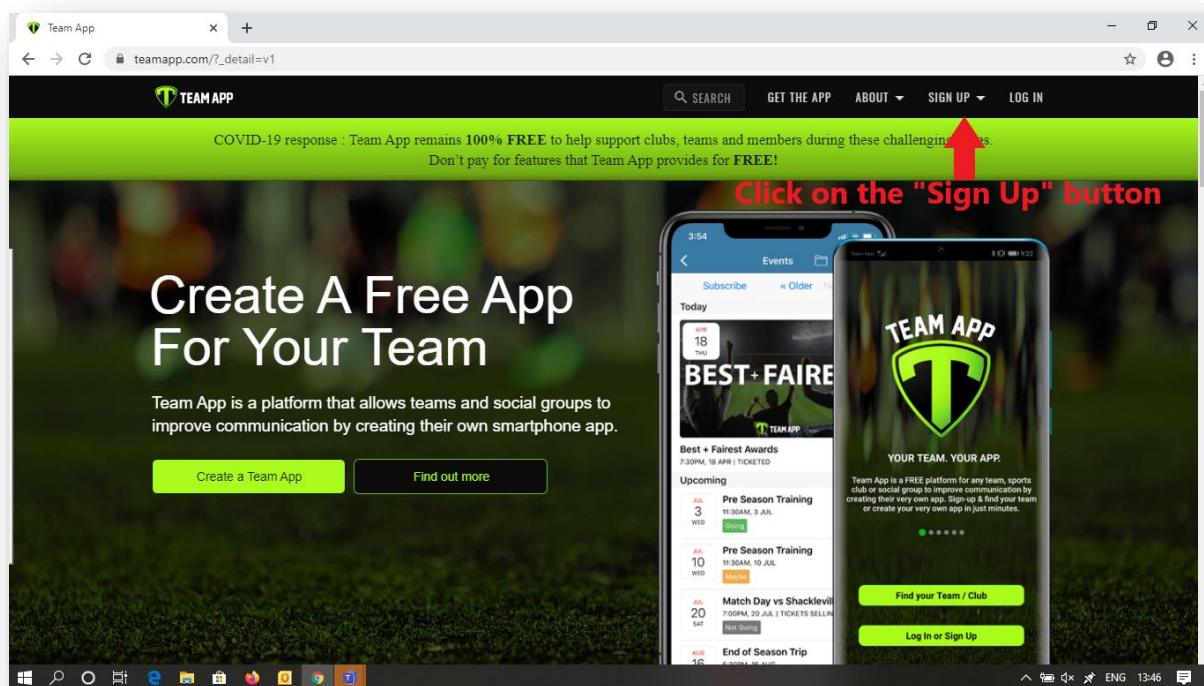 Team App
teamapp.com/?_detail=v1
TEAM APP
SEARCH
GET THE APP
ABOUT
SIGN UP
LOG IN
COVID-19 response : Team App remains 100% FREE to help support clubs, teams and members during these challenging
Don't pay for features that Team App provides for FREE!
Click on the "Sign Up" button
Create A Free App
For Your Team
Team App is a platform that allows teams and social groups to
improve communication by creating their own smartphone app.
Create a Team App
Find out more
3:54
Events
Subscribe
« Older
Today
APR
18
THU
BEST+FAIRE
TEAM APP
Best + Fairest Awards
7:30PM, 18 APR | TICKETED
Upcoming
JUL
3
WED
Pre Season Training
11:30AM, 3 JUL
Going
JUL
10
WED
Pre Season Training
11:30AM, 10 JUL
Maybe
JUL
20
SAT
Match Day vs Shacklevil
7:00PM, 20 JUL | TICKETS SELLIN
Not Going
AUG
16
End of Season Trip
5:30PM, 16 AUG
9:22
TEAM APP
YOUR TEAM. YOUR APP.
Team App is a FREE platform for any team, sports
club or social group to improve communication by
creating their very own app. Sign-up & find your team
or create your very own app in just minutes.
Find your Team / Club
Log In or Sign Up
ENG
13:46